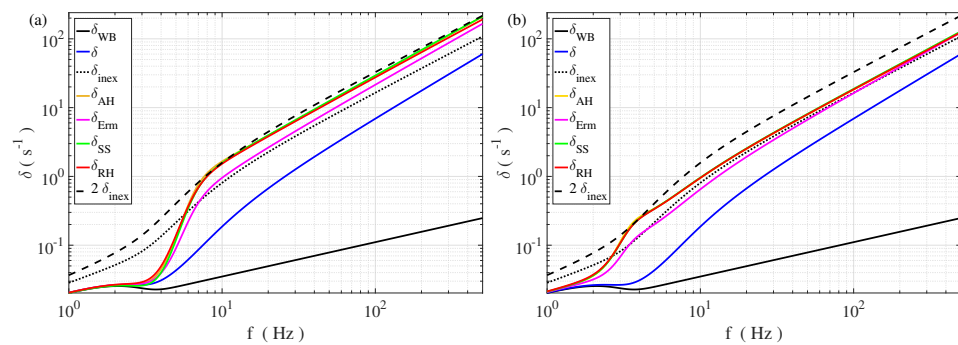 (a)
δ_WB
δ
δ_inex
δ_AH
δ_Erm
δ_SS
δ_RH
2 δ_inex
10^2
10^1
10^0
10^-1
δ ( s^-1)
10^0 10^1 10^2
f ( Hz )
(b)
δ_WB
δ
δ_inex
δ_AH
δ_Erm
δ_SS
δ_RH
2 δ_inex
10^2
10^1
10^0
10^-1
δ ( s^-1)
10^0 10^1 10^2
f ( Hz )